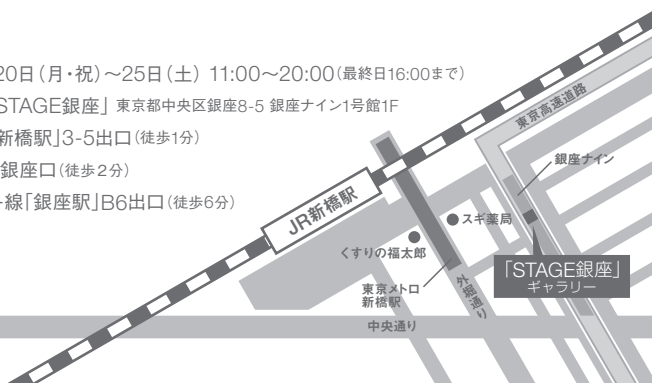 20日(月・祝)～25日(土) 11:00～20:00(最終日16:00まで)
STAGE銀座」 東京都中央区銀座8-5 銀座ナイン1号館1F
新橋駅」3-5出口(徒歩1分)
銀座口(徒歩2分)
線「銀座駅」B6出口(徒歩6分)
東京高速道路
銀座ナイン
JR新橋駅
スギ薬局
くすりの福太郎
「STAGE銀座」
ギャラリー
東京メトロ
新橋駅
外堀通り
中央通り